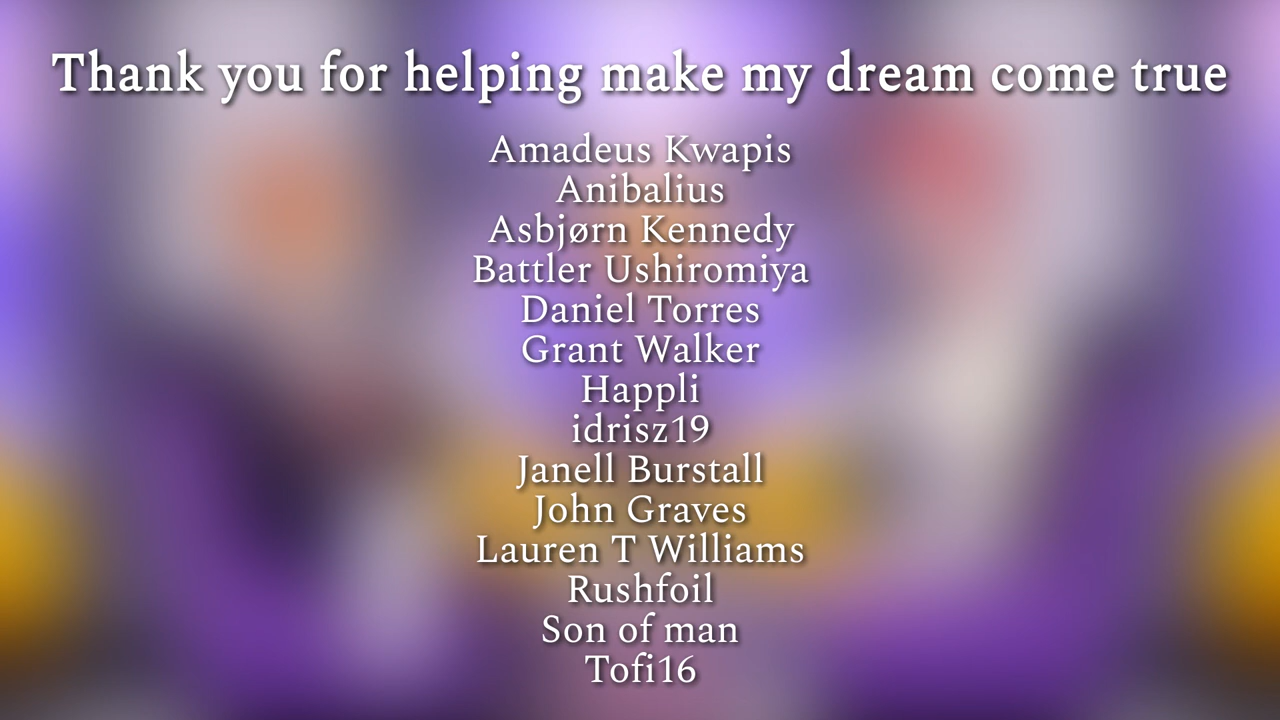 Thank you for helping make my dream come true
Amadeus Kwapis
Anibalius
Asbjørn Kennedy
Battler Ushiromiya
Daniel Torres
Grant Walker
Happli
idrisz19
Janell Burstall
John Graves
Lauren T Williams
Rushfoil
Son of man
Tofi16